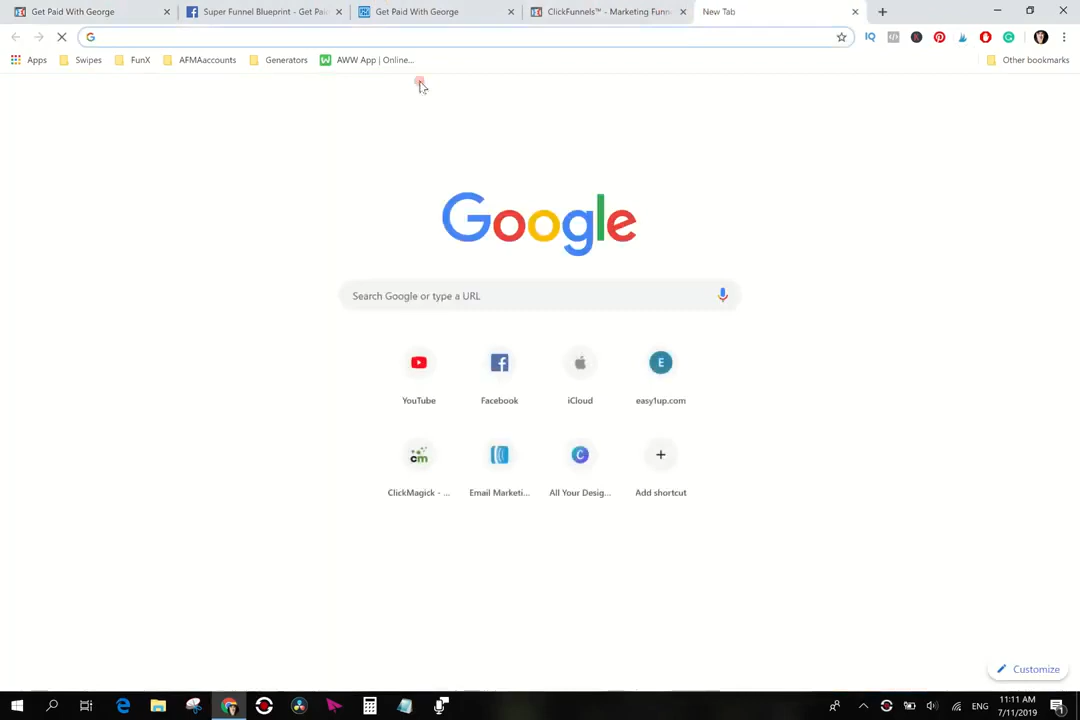 Get Paid With George
Super Funnel Blueprint - Get Paid
Get Paid With George
ClickFunnels™ - Marketing Funn
New Tab
Apps
Swipes
FunX
AFMAaccounts
Generators
AWW App | Online...
Other bookmarks
Google
Search Google or type a URL
YouTube
Facebook
iCloud
E
easy1up.com
cm
ClickMagick - ...
Email Marketi...
All Your Desig...
Add shortcut
Customize
ENG
11:11 AM
7/11/2019